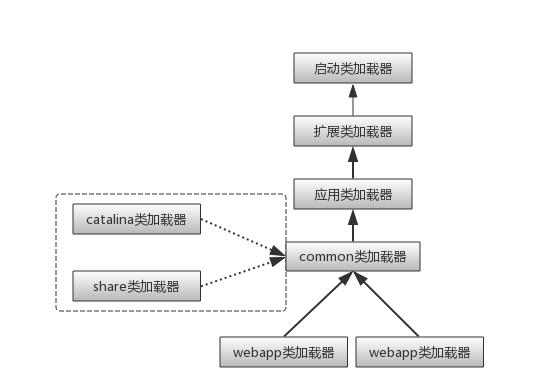 启动类加载器
扩展类加载器
应用类加载器
catalina类加载器
common类加载器
share类加载器
webapp类加载器
webapp类加载器